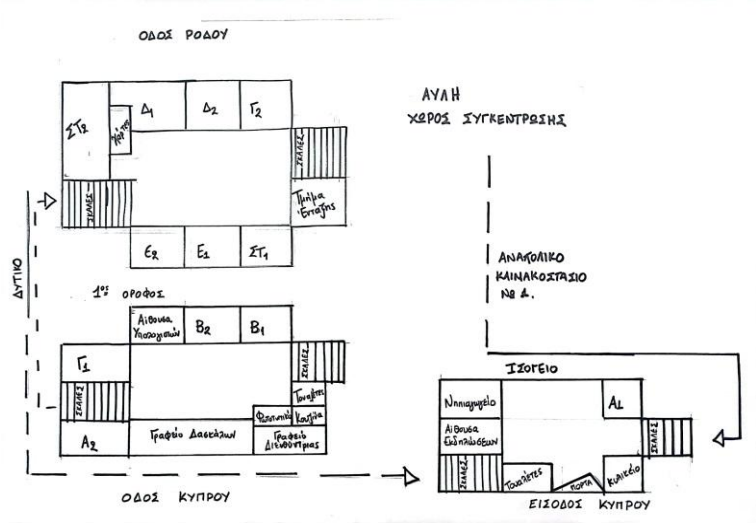 ΟΔΟΣ ΡΟΔΟΥ
ΑΥΛΗ
ΧΩΡΟΣ ΣΥΓΚΕΝΤΡΩΣΗΣ
ΣΤ2
Δ1
Δ2
Γ2
ΣΚΑΛΕΣ
ΣΚΑΛΕΣ
Τμήμα
Ένταξης
Ε2
Ε1
ΣΤ1
ΔΥΤΙΚΟ
1ος ΟΡΟΦΟΣ
ΑΝΑΤΟΛΙΚΟ
ΚΛΙΜΑΚΟΣΤΑΣΙΟ
Νο 1.
Αίθουσα
Υπολογιστών
Β2
Β1
Γ1
ΣΚΑΛΕΣ
ΣΚΑΛΕΣ
Τουαλέτες
Φωτοτυπικό
Κουζίνα
Α2
Γραφείο Δασκάλων
Γραφείο
Διευθύντριας
ΙΣΟΓΕΙΟ
Νηπιαγωγείο
Α1
Αίθουσα
Εκδηλώσεων
ΣΚΑΛΕΣ
ΣΚΑΛΕΣ
Τουαλέτες
ΠΟΡΤΑ
Κυλικείο
ΟΔΟΣ ΚΥΠΡΟΥ
ΕΙΣΟΔΟΣ ΚΥΠΡΟΥ